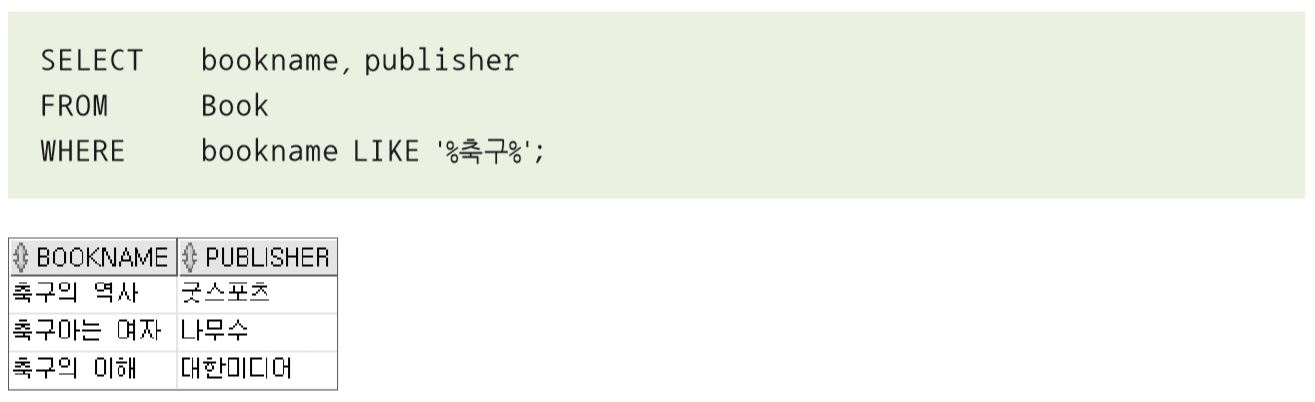 SELECT bookname, publisher
FROM Book
WHERE bookname LIKE '%축구%';
BOOKNAME PUBLISHER
축구의 역사 굿스포츠
축구아는 여자 나무수
축구의 이해 대한미디어